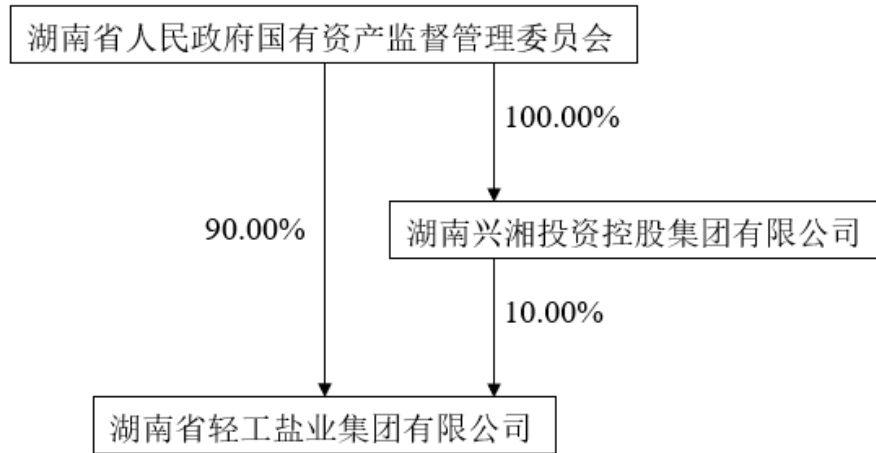 湖南省人民政府国有资产监督管理委员会
100.00%
90.00%
湖南兴湘投资控股集团有限公司
10.00%
湖南省轻工盐业集团有限公司